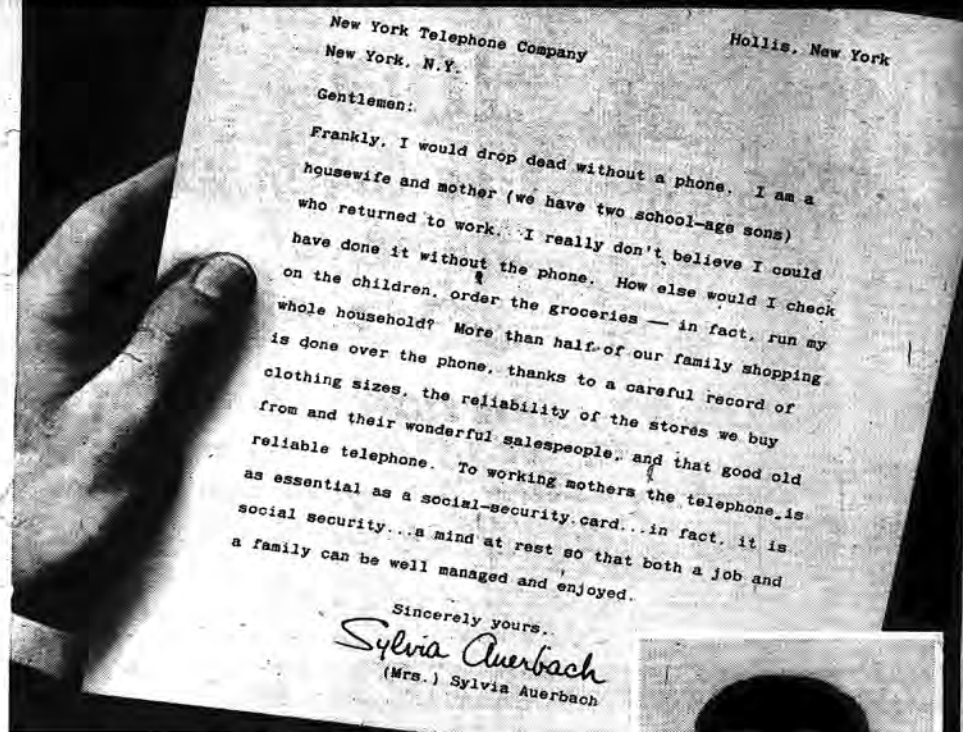 New York Telephone Company Hollis, New York
New York, N.Y.
Gentlemen:
Frankly, I would drop dead without a phone. I am a
housewife and mother (we have two school-age sons)
who returned to work...I really don't believe I could
have done it without the phone. How else would I check
on the children, order the groceries — in fact, run my
whole household? More than half of our family shopping
is done over the phone, thanks to a careful record of
clothing sizes, the reliability of the stores we buy
from and their wonderful salespeople, and that good old
reliable telephone. To working mothers the telephone is
as essential as a social-security card...in fact, it is
social security...a mind at rest so that both a job and
a family can be well managed and enjoyed.
Sincerely yours,
Sylvia Auerbach
(Mrs.) Sylvia Auerbach